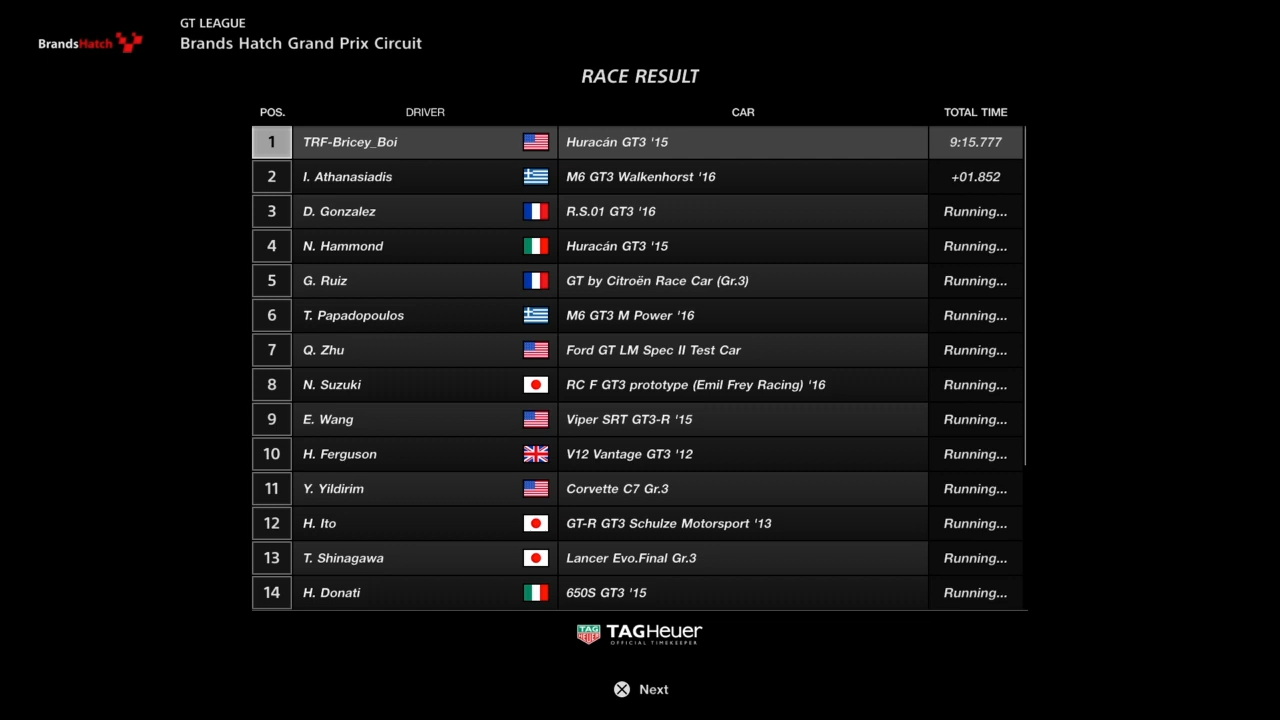 GT LEAGUE
BrandsHatch Brands Hatch Grand Prix Circuit
RACE RESULT
POS. DRIVER CAR TOTAL TIME
1 TRF-Bricey_Boi Huracán GT3 '15 9:15.777
2 I. Athanasiadis M6 GT3 Walkenhorst '16 +01.852
3 D. Gonzalez R.S.01 GT3 '16 Running...
4 N. Hammond Huracán GT3 '15 Running...
5 G. Ruiz GT by Citroën Race Car (Gr.3) Running...
6 T. Papadopoulos M6 GT3 M Power '16 Running...
7 Q. Zhu Ford GT LM Spec II Test Car Running...
8 N. Suzuki RC F GT3 prototype (Emil Frey Racing) '16 Running...
9 E. Wang Viper SRT GT3-R '15 Running...
10 H. Ferguson V12 Vantage GT3 '12 Running...
11 Y. Yildirim Corvette C7 Gr.3 Running...
12 H. Ito GT-R GT3 Schulze Motorsport '13 Running...
13 T. Shinagawa Lancer Evo.Final Gr.3 Running...
14 H. Donati 650S GT3 '15 Running...
TAG HEUER TAGHeuer
OFFICIAL TIMEKEEPER
Next